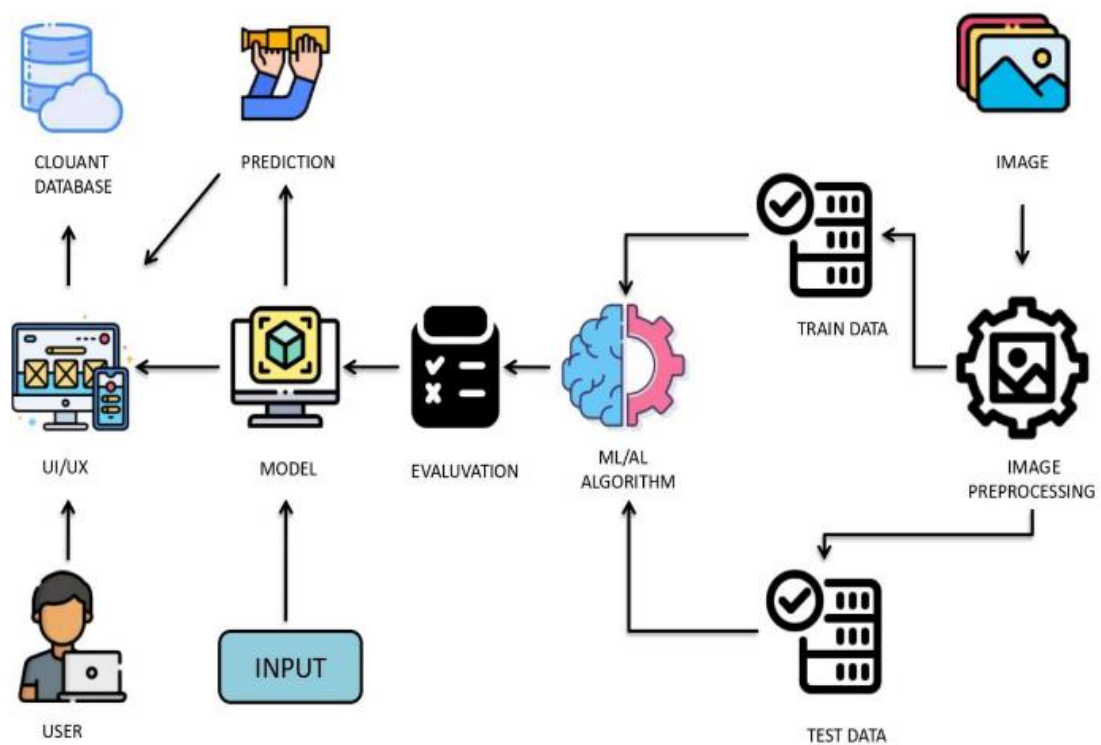 CLOUANT
DATABASE
PREDICTION
IMAGE
TRAIN DATA
UI/UX
MODEL
EVALUVATION
ML/AL
ALGORITHM
IMAGE
PREPROCESSING
INPUT
USER
TEST DATA